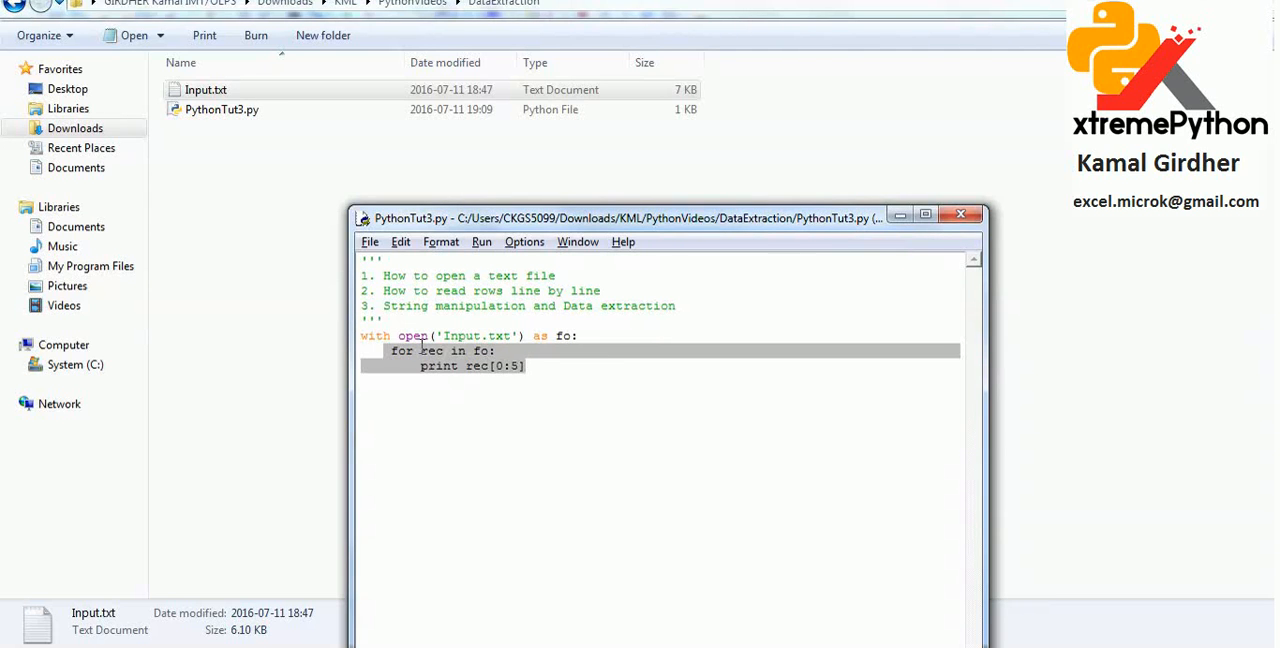 GIRDHER Kamal IMT/OLPS Downloads KML PythonVideos DataExtraction
Organize Open Print Burn New folder
Name Date modified Type Size
Favorites
Desktop
Libraries
Downloads
Recent Places
Documents
Libraries
Documents
Music
My Program Files
Pictures
Videos
Computer
System (C:)
Network
Input.txt 2016-07-11 18:47 Text Document 7 KB
PythonTut3.py 2016-07-11 19:09 Python File 1 KB
xtremePython
Kamal Girdher
excel.microk@gmail.com
PythonTut3.py - C:/Users/CKGS5099/Downloads/KML/PythonVideos/DataExtraction/PythonTut3.py (...
File Edit Format Run Options Window Help
'''
1. How to open a text file
2. How to read rows line by line
3. String manipulation and Data extraction
'''
with open('Input.txt') as fo:
for rec in fo:
print rec[0:5]
Input.txt Date modified: 2016-07-11 18:47
Text Document Size: 6.10 KB